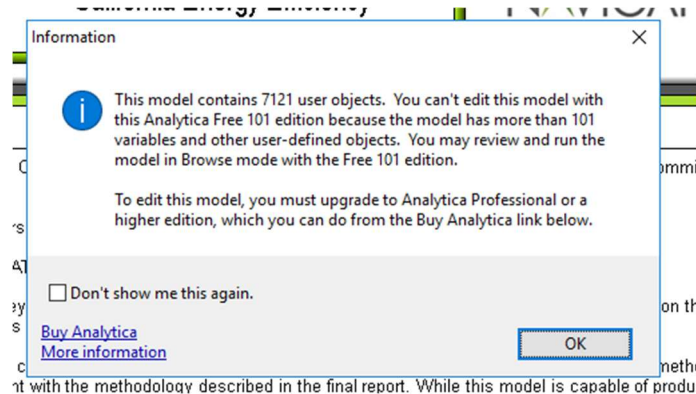 Information
This model contains 7121 user objects.  You can't edit this model with
this Analytica Free 101 edition because the model has more than 101
variables and other user-defined objects.  You may review and run the
model in Browse mode with the Free 101 edition.
To edit this model, you must upgrade to Analytica Professional or a
higher edition, which you can do from the Buy Analytica link below.
Don't show me this again.
on th
Buy Analytica
OK
More information
nt with the methodology described in the final report. While this model is capable of produ